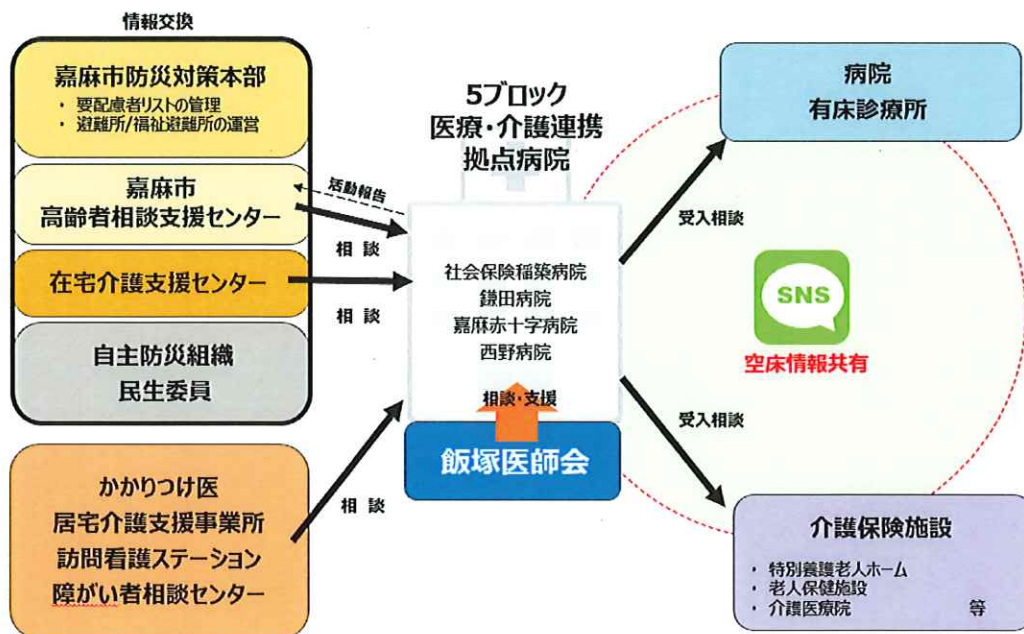 情報交換
嘉麻市防災対策本部
・ 要配慮者リストの管理
・ 避難所/福祉避難所の運営
嘉麻市
高齢者相談支援センター
在宅介護支援センター
自主防災組織
民生委員
かかりつけ医
居宅介護支援事業所
訪問看護ステーション
障がい者相談センター
活動報告
相 談
相 談
相 談
5ブロック
医療・介護連携
拠点病院
社会保険稲築病院
鎌田病院
嘉麻赤十字病院
西野病院
相談・支援
飯塚医師会
受入相談
受入相談
病院
有床診療所
SNS
空床情報共有
介護保険施設
・ 特別養護老人ホーム
・ 老人保健施設
・ 介護医療院 等